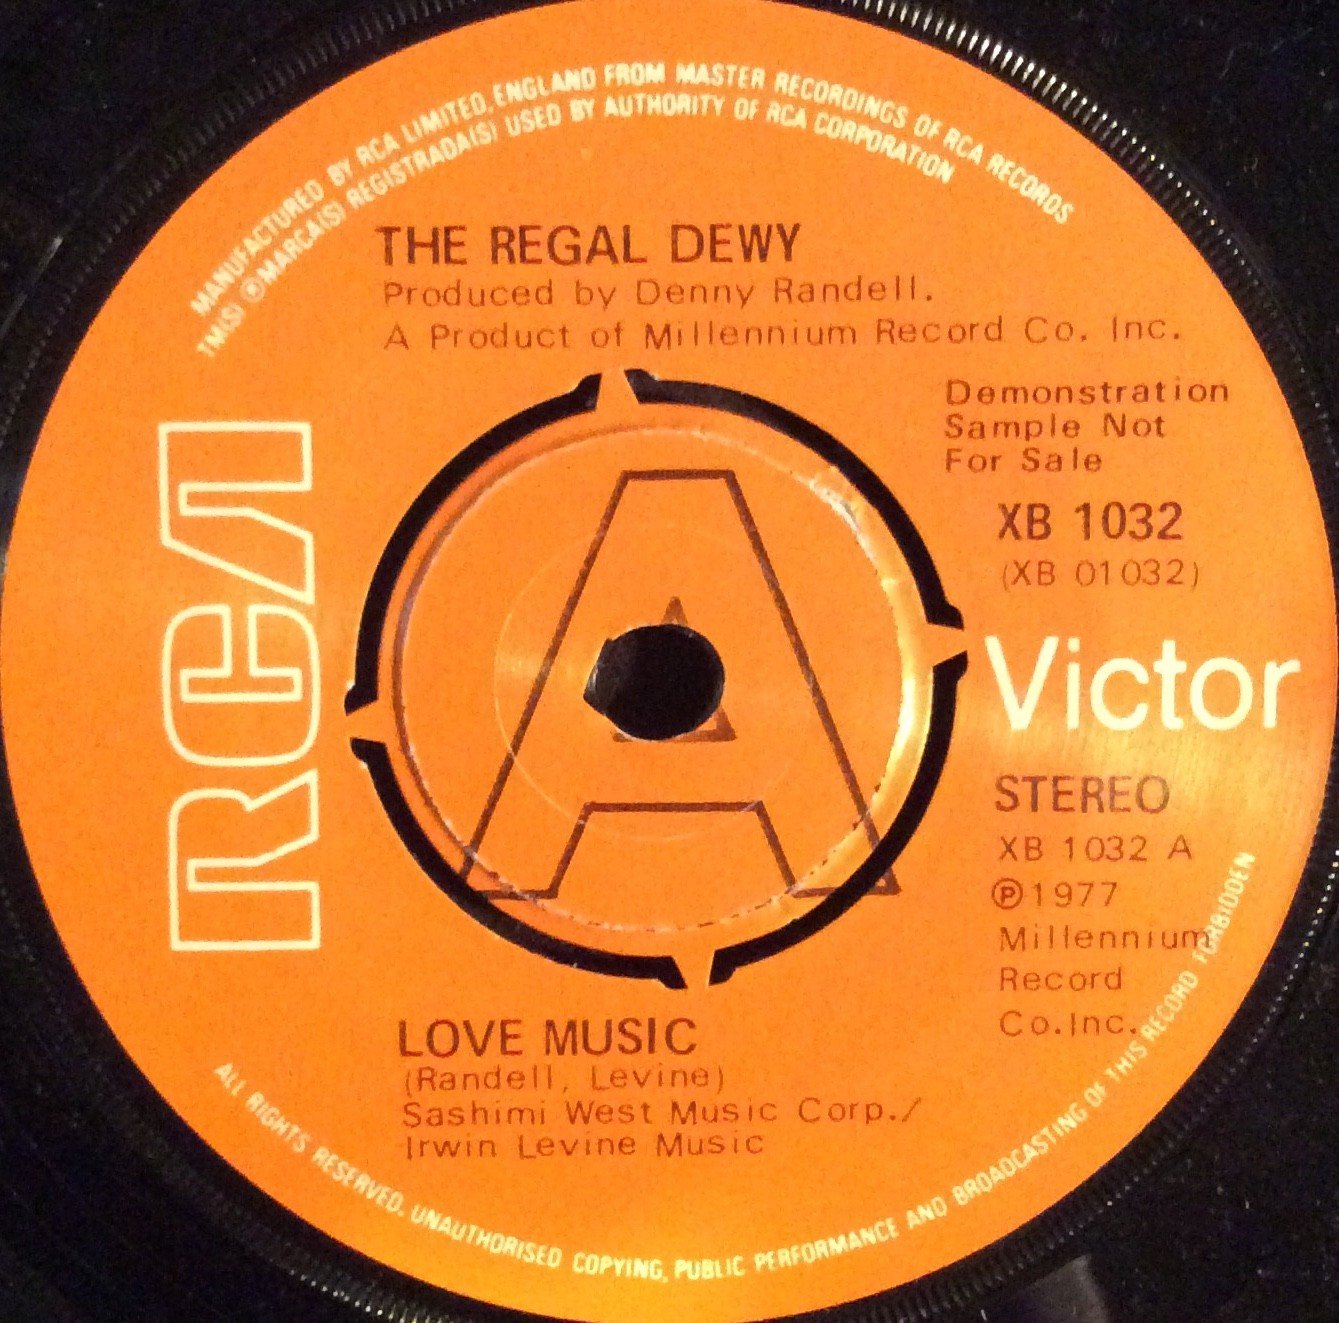 MANUFACTURED BY RCA LIMITED, ENGLAND FROM MASTER RECORDINGS OF RCA RECORDS
TM(S) ® MARCA(S) REGISTRADA(S) USED BY AUTHORITY OF RCA CORPORATION
THE REGAL DEWY
Produced by Denny Randell.
A Product of Millennium Record Co. Inc.
Demonstration
Sample Not
For Sale
XB 1032
(XB 01032)
RCA
A
Victor
STEREO
XB 1032 A
℗1977
Millennium
Record
Co.Inc.
LOVE MUSIC
(Randell, Levine)
Sashimi West Music Corp./
Irwin Levine Music
ALL RIGHTS RESERVED. UNAUTHORISED COPYING, PUBLIC PERFORMANCE AND BROADCASTING OF THIS RECORD FORBIDDEN